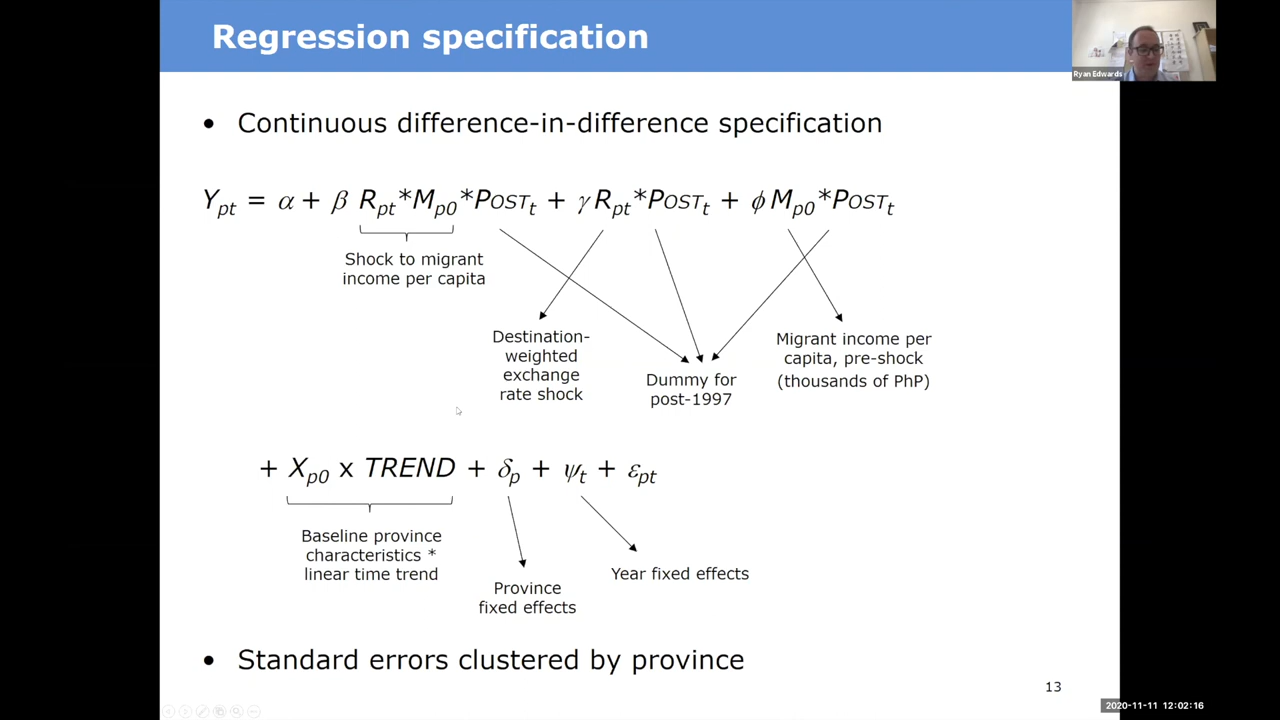 Regression specification
Ryan Edwards
• Continuous difference-in-difference specification
Y_pt = α + β R_pt*M_p0*POST_t + γ R_pt*POST_t + ϕ M_p0*POST_t
Shock to migrant
income per capita
Destination-
weighted
exchange
rate shock
Dummy for
post-1997
Migrant income per
capita, pre-shock
(thousands of PhP)
+ X_p0 x TREND + δ_p + ψ_t + ε_pt
Baseline province
characteristics *
linear time trend
Province
fixed effects
Year fixed effects
• Standard errors clustered by province
13
2020-11-11 12:02:16